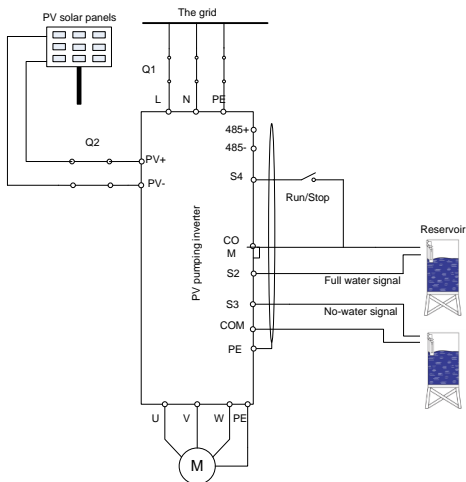 The grid
PV solar panels
Q1
L N PE
485+
Q2
485-
PV+
S4
PV-
Run/Stop
Reservoir
PV pumping inverter
CO
M
S2
Full water signal
S3
No-water signal
COM
PE
U V W PE
M